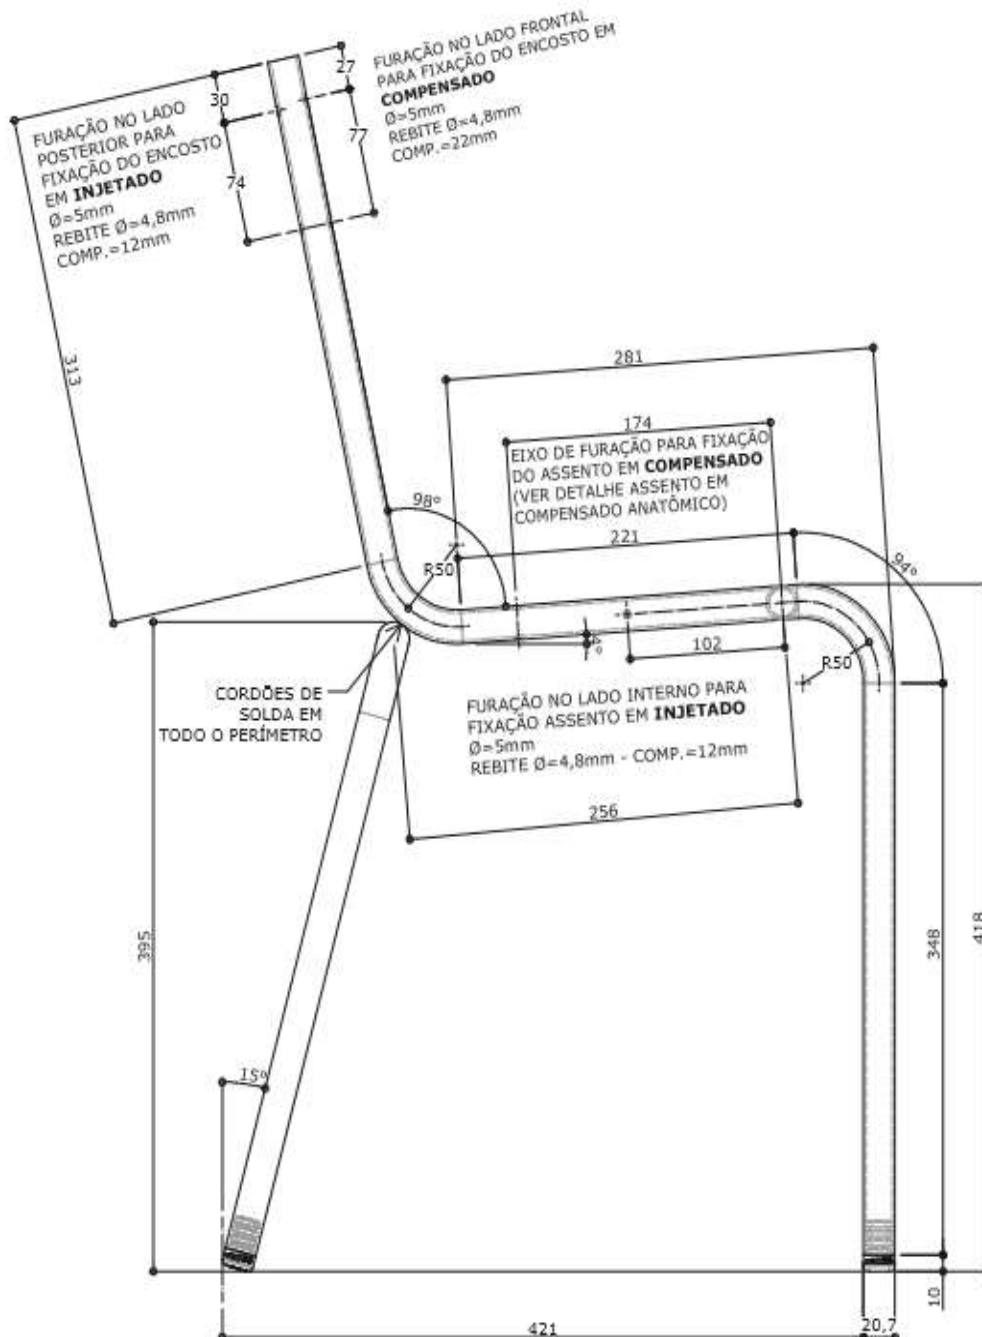 27
FURAÇÃO NO LADO FRONTAL
PARA FIXAÇÃO DO ENCOSTO EM
COMPENSADO
Ø=5mm
REBITE Ø=4,8mm
COMP.=22mm
30
77
74
FURAÇÃO NO LADO
POSTERIOR PARA
FIXAÇÃO DO ENCOSTO
EM INJETADO
Ø=5mm
REBITE Ø=4,8mm
COMP.=12mm
313
281
174
EIXO DE FURAÇÃO PARA FIXAÇÃO
DO ASSENTO EM COMPENSADO
(VER DETALHE ASSENTO EM
COMPENSADO ANATÔMICO)
98º
221
94º
R50
4º
102
R50
CORDÕES DE
SOLDA EM
TODO O PERÍMETRO
FURAÇÃO NO LADO INTERNO PARA
FIXAÇÃO ASSENTO EM INJETADO
Ø=5mm
REBITE Ø=4,8mm - COMP.=12mm
256
395
348
418
15º
10
421
20,7